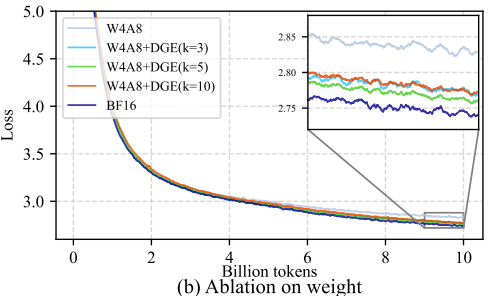 5.0
4.5
4.0
3.5
3.0
Loss
W4A8
W4A8+DGE(k=3)
W4A8+DGE(k=5)
W4A8+DGE(k=10)
BF16
2.85
2.80
2.75
0 2 4 6 8 10
Billion tokens
(b) Ablation on weight